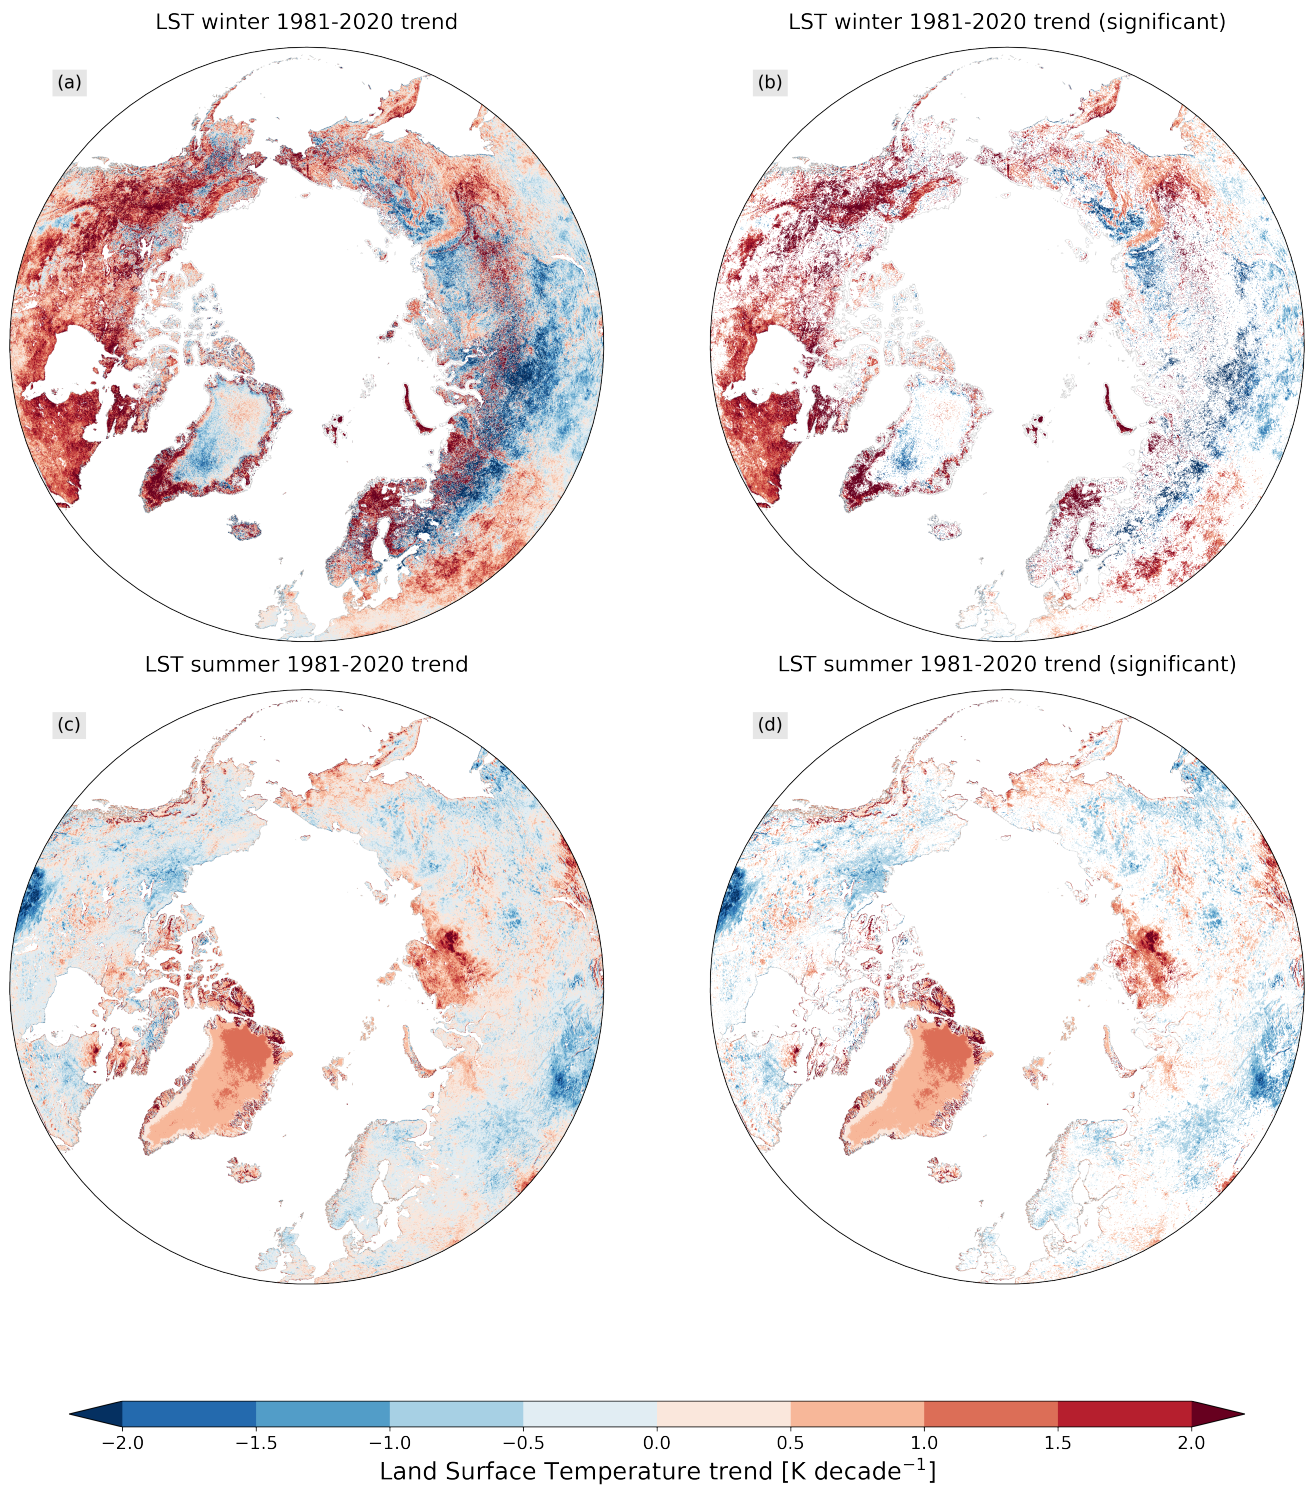 LST winter 1981-2020 trend
LST winter 1981-2020 trend (significant)
(a)
(b)
LST summer 1981-2020 trend
LST summer 1981-2020 trend (significant)
(c)
(d)
−2.0 −1.5 −1.0 −0.5 0.0 0.5 1.0 1.5 2.0
Land Surface Temperature trend [K decade⁻¹]